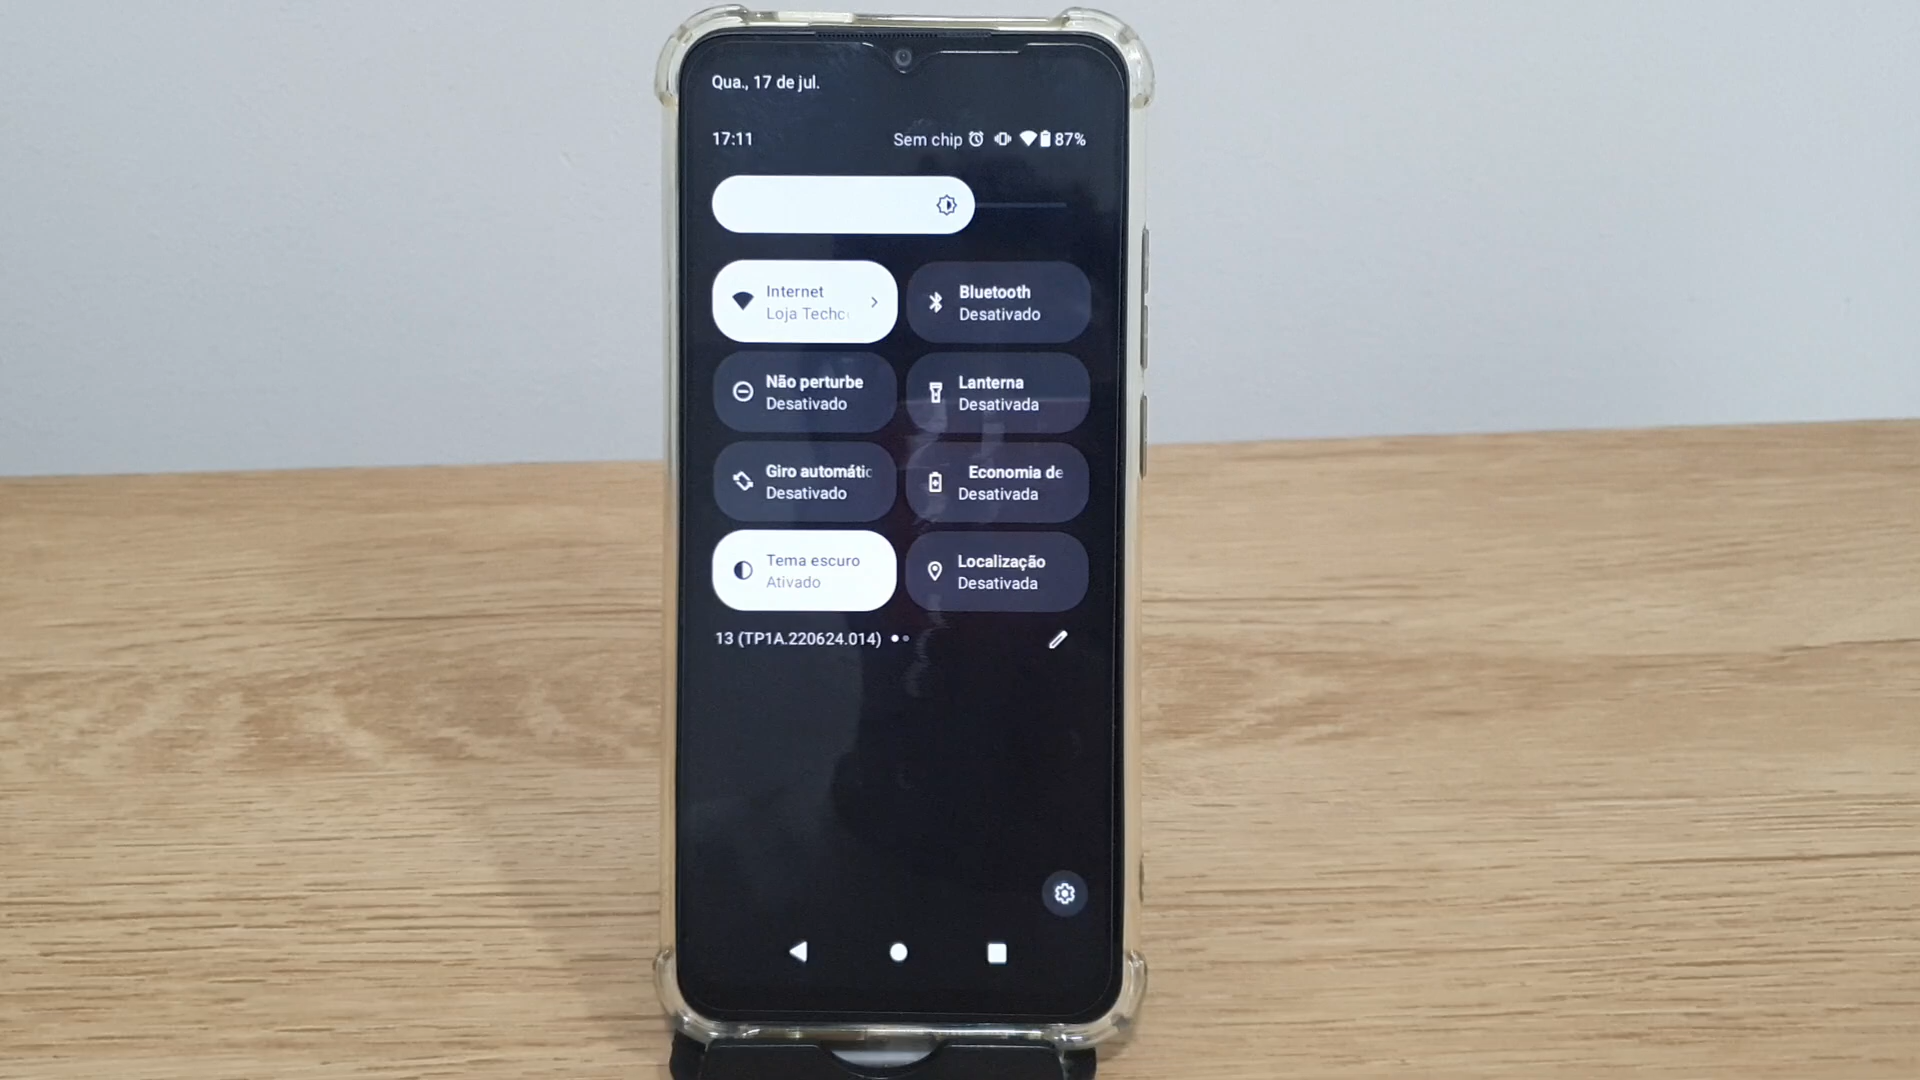 Qua., 17 de jul.
17:11 Sem chip 87%
Internet
Loja Techc
Bluetooth
Desativado
Não perturbe
Desativado
Lanterna
Desativada
Giro automátic
Desativado
Economia de
Desativada
Tema escuro
Ativado
Localização
Desativada
13 (TP1A.220624.014)